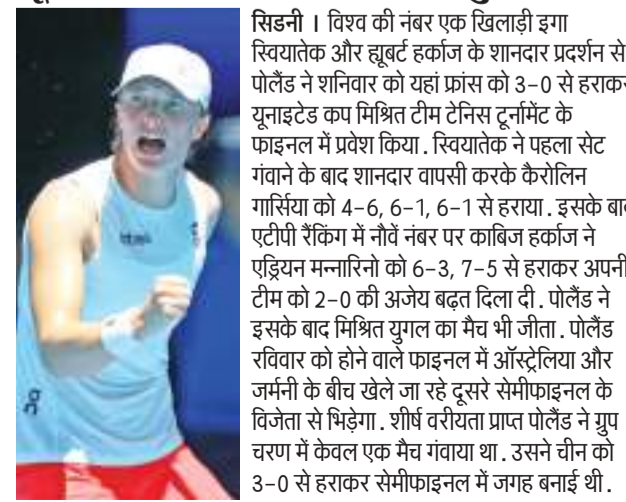 सिडनी । विश्व की नंबर एक खिलाड़ी इगा
स्वियातेक और ह्यूबर्ट हर्काज के शानदार प्रदर्शन से
पोलैंड ने शनिवार को यहां फ्रांस को 3-0 से हराकर
यूनाइटेड कप मिश्रित टीम टेनिस टूर्नामेंट के
फाइनल में प्रवेश किया . स्वियातेक ने पहला सेट
गंवाने के बाद शानदार वापसी करके कैरोलिन
गार्सिया को 4-6, 6-1, 6-1 से हराया . इसके बाद
एटीपी रैंकिंग में नौवें नंबर पर काबिज हर्काज ने
एड्रियन मन्नारिनो को 6-3, 7-5 से हराकर अपनी
टीम को 2-0 की अजेय बढ़त दिला दी . पोलैंड ने
इसके बाद मिश्रित युगल का मैच भी जीता . पोलैंड
रविवार को होने वाले फाइनल में ऑस्ट्रेलिया और
जर्मनी के बीच खेले जा रहे दूसरे सेमीफाइनल के
विजेता से भिड़ेगा . शीर्ष वरीयता प्राप्त पोलैंड ने ग्रुप
चरण में केवल एक मैच गंवाया था . उसने चीन को
3-0 से हराकर सेमीफाइनल में जगह बनाई थी .